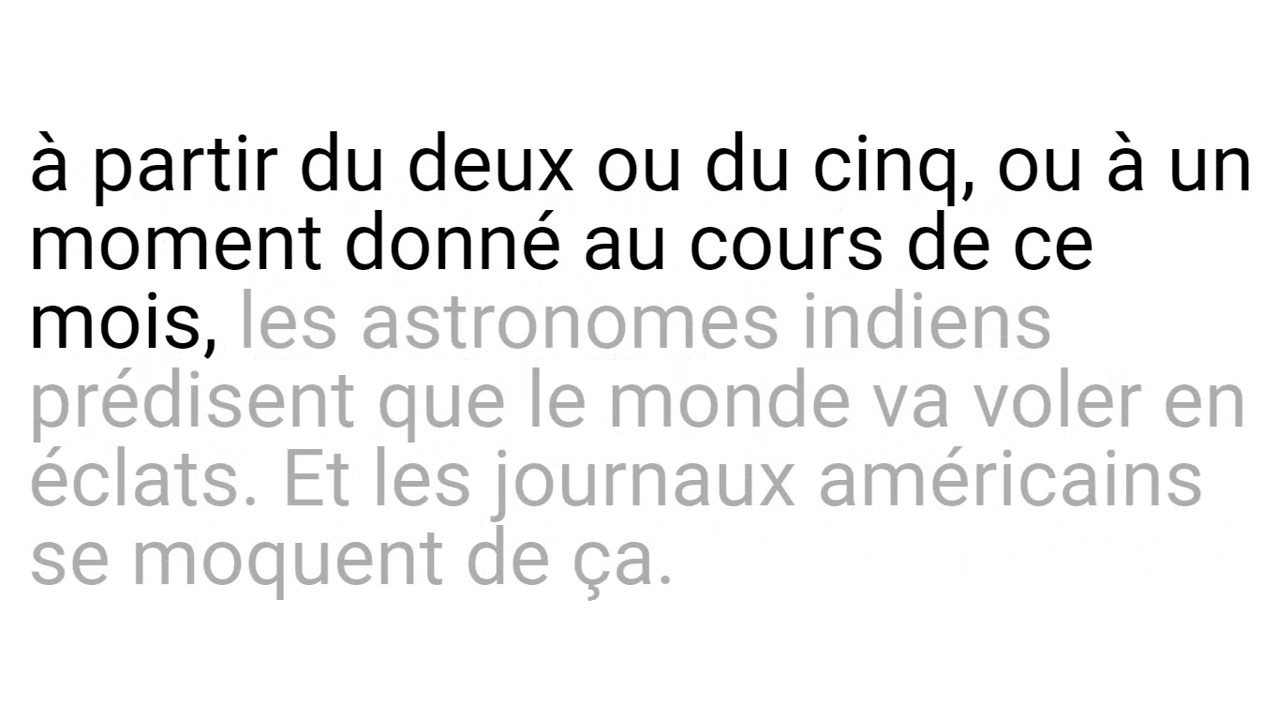 à partir du deux ou du cinq, ou à un
moment donné au cours de ce
mois, les astronomes indiens
prédisent que le monde va voler en
éclats. Et les journaux américains
se moquent de ça.